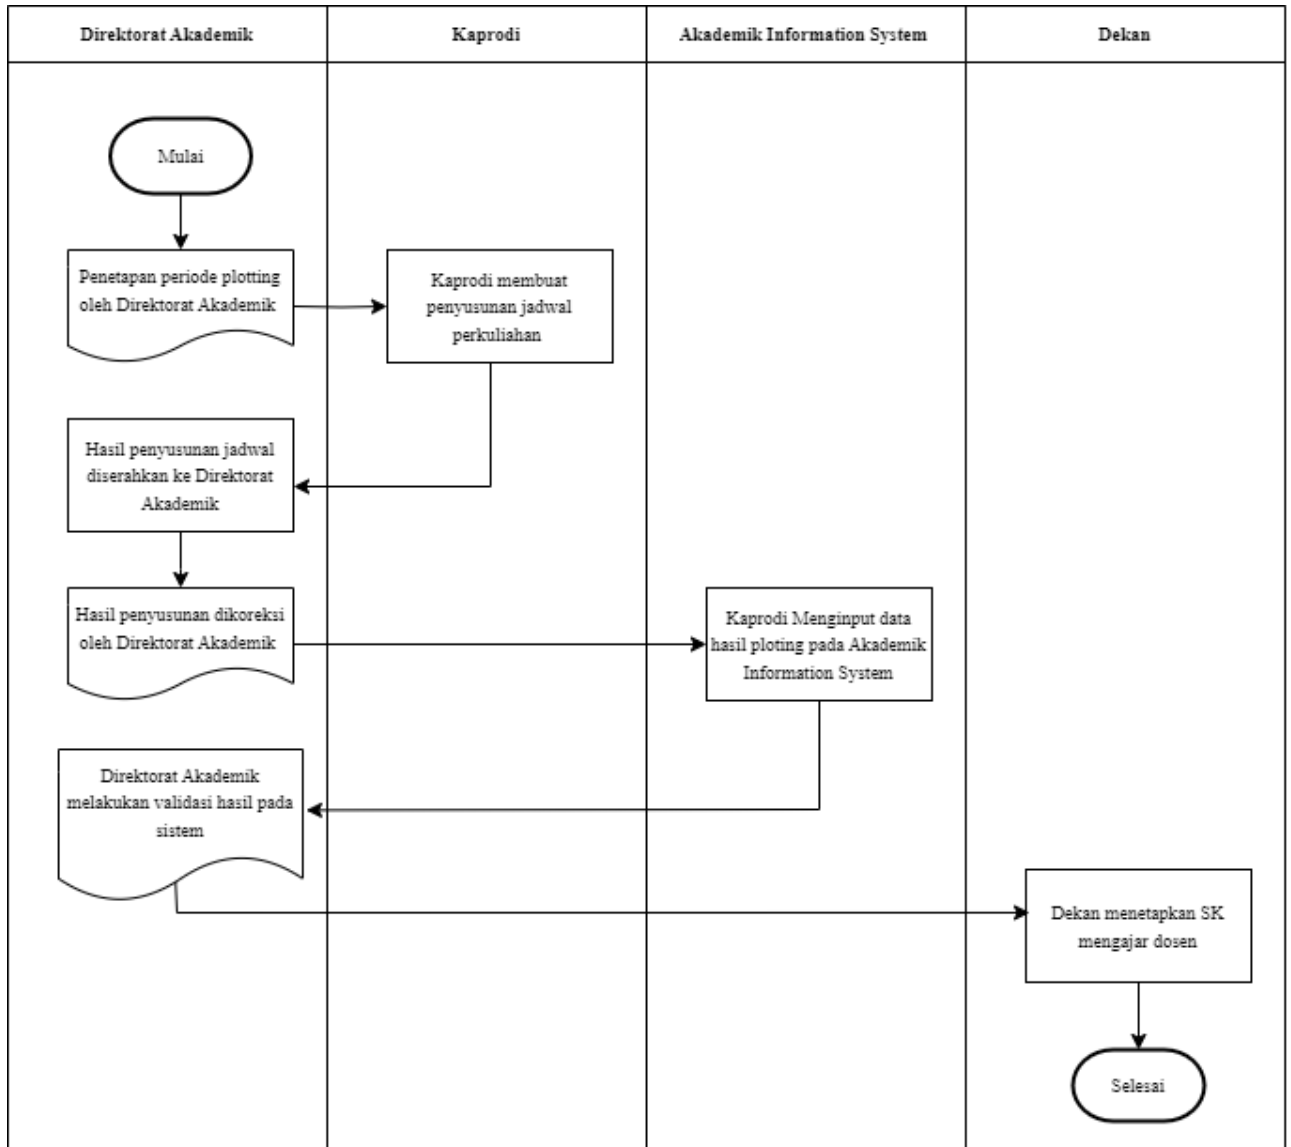 Direktorat Akademik
Kaprodi
Akademik Information System
Dekan
Mulai
Penetapan periode plotting
oleh Direktorat Akademik
Kaprodi membuat
penyusunan jadwal
perkuliahan
Hasil penyusunan jadwal
diserahkan ke Direktorat
Akademik
Hasil penyusunan dikoreksi
oleh Direktorat Akademik
Kaprodi Menginput data
hasil ploting pada Akademik
Information System
Direktorat Akademik
melakukan validasi hasil pada
sistem
Dekan menetapkan SK
mengajar dosen
Selesai